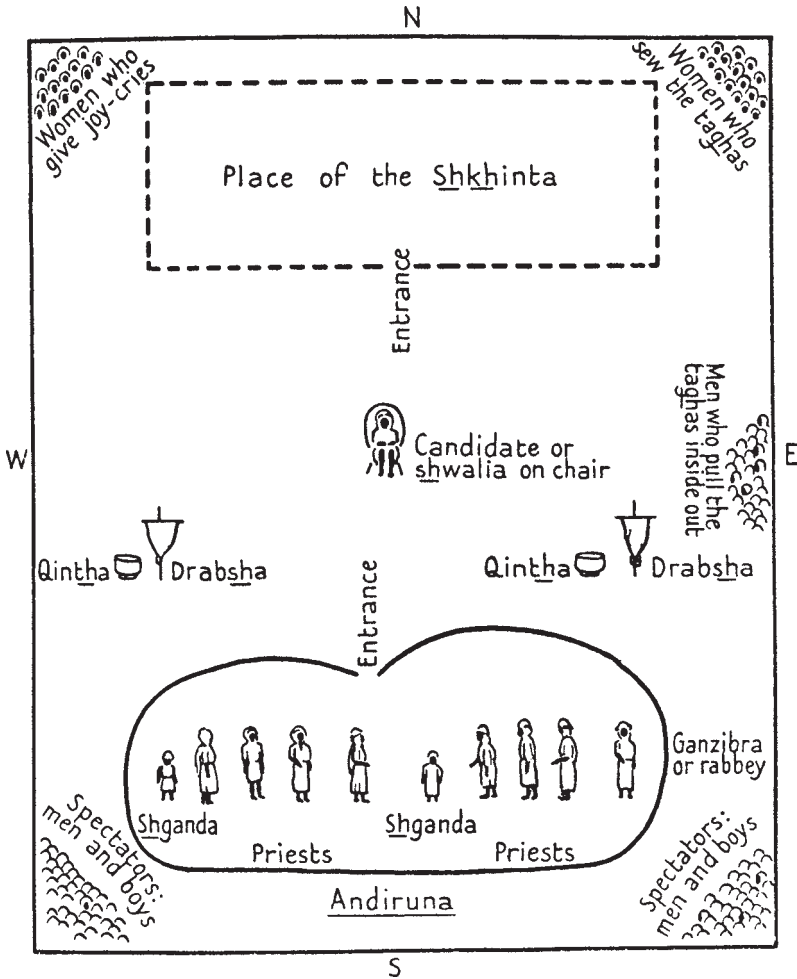 N
Women who
give joy-cries
Women who
sew the taghas
Place of the Shkhinta
Entrance
Men who pull the
taghas inside out
W
E
Candidate or
shwalia on chair
Qintha
Drabsha
Qintha
Drabsha
Entrance
Ganzibra
or rabbey
Shganda
Shganda
Priests
Priests
Spectators:
men and boys
Spectators:
men and boys
Andiruna
S